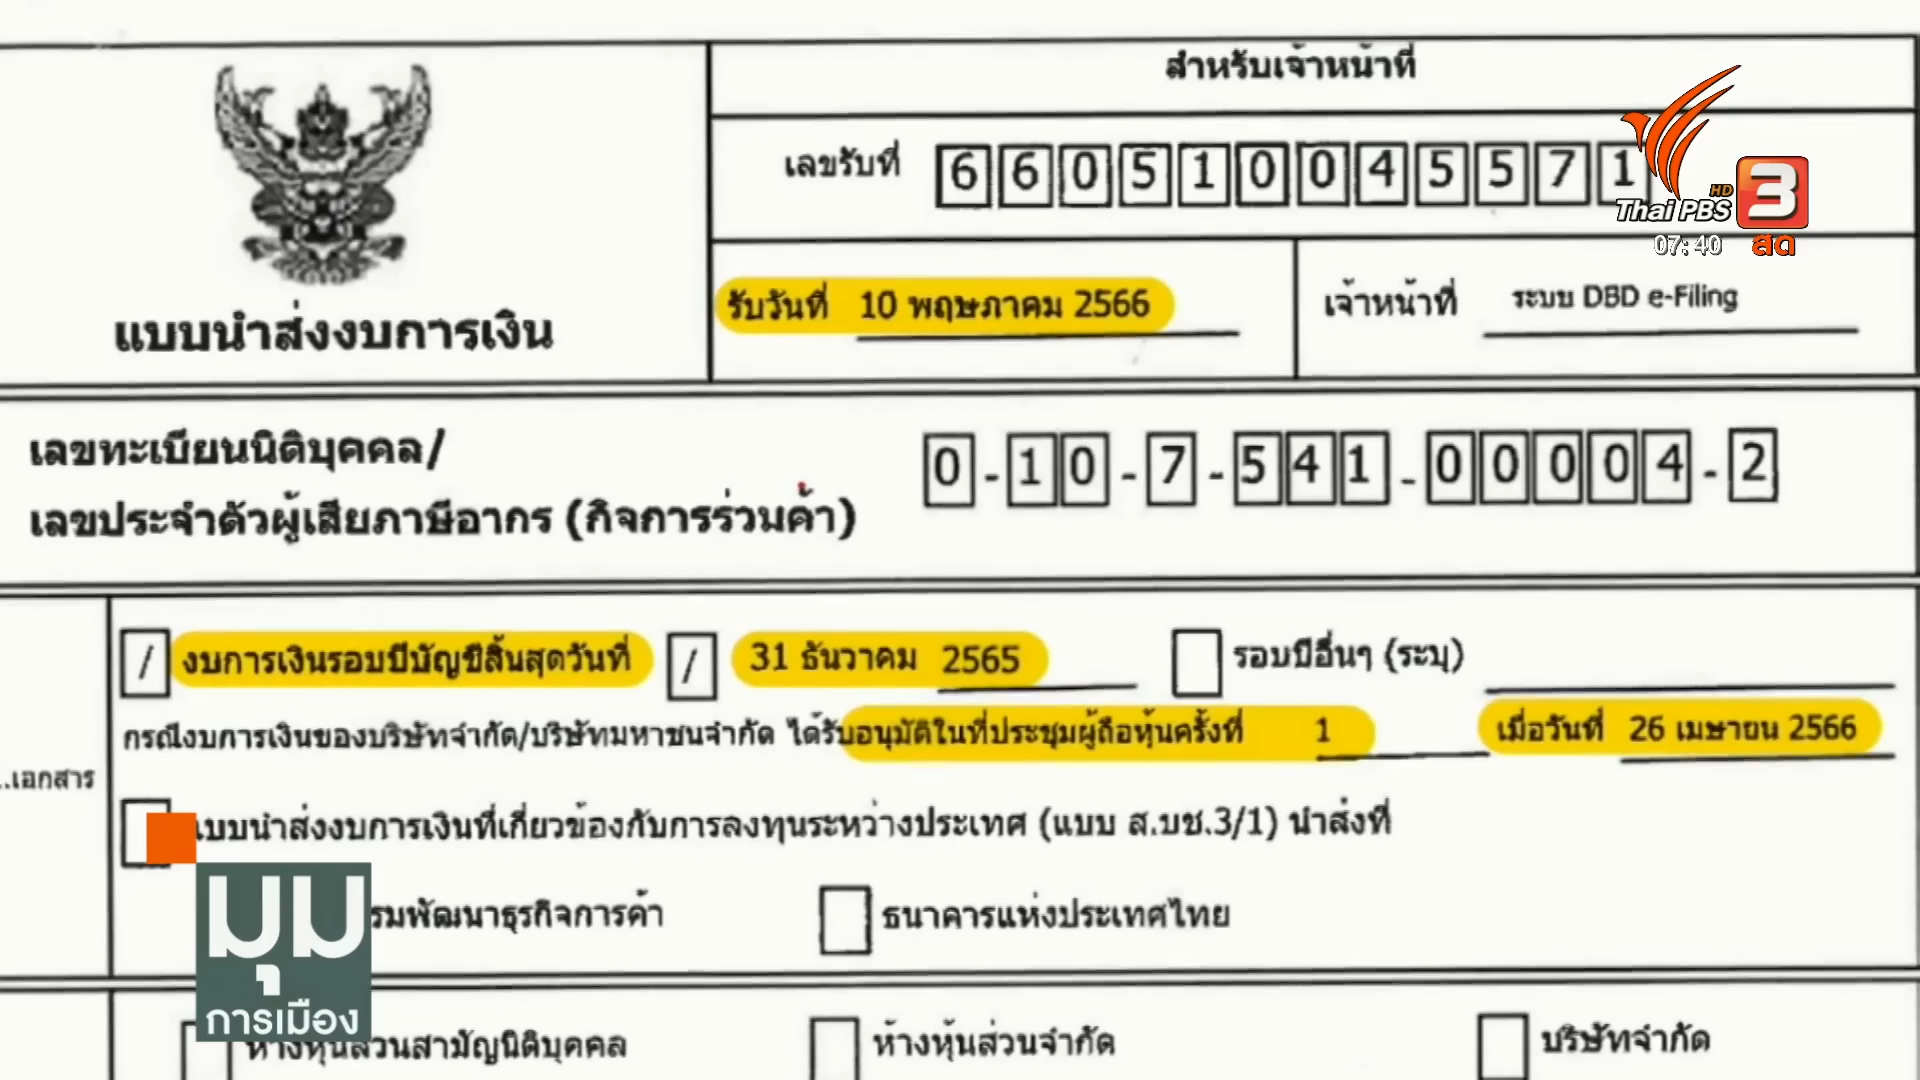 สำหรับเจ้าหน้าที่
เลขรับที่ 660510045571
HD
Thai PBS 3
07:40 สด
แบบนำส่งงบการเงิน
รับวันที่ 10 พฤษภาคม 2566
เจ้าหน้าที่ ระบบ DBD e-Filing
เลขทะเบียนนิติบุคคล/
เลขประจำตัวผู้เสียภาษีอากร (กิจการร่วมค้า)
0-10-7-541-00004-2
/ งบการเงินรอบปีบัญชีสิ้นสุดวันที่ / 31 ธันวาคม 2565 รอบปีอื่นๆ (ระบุ)
กรณีงบการเงินของบริษัทจำกัด/บริษัทมหาชนจำกัด ได้รับอนุมัติในที่ประชุมผู้ถือหุ้นครั้งที่ 1 เมื่อวันที่ 26 เมษายน 2566
..เอกสาร
แบบนำส่งงบการเงินที่เกี่ยวข้องกับการลงทุนระหว่างประเทศ (แบบ ส.บช.3/1) นำส่งที่
รมพัฒนาธุรกิจการค้า ธนาคารแห่งประเทศไทย
มุม
การเมือง
ห้างหุ้นส่วนสามัญนิติบุคคล ห้างหุ้นส่วนจำกัด บริษัทจำกัด